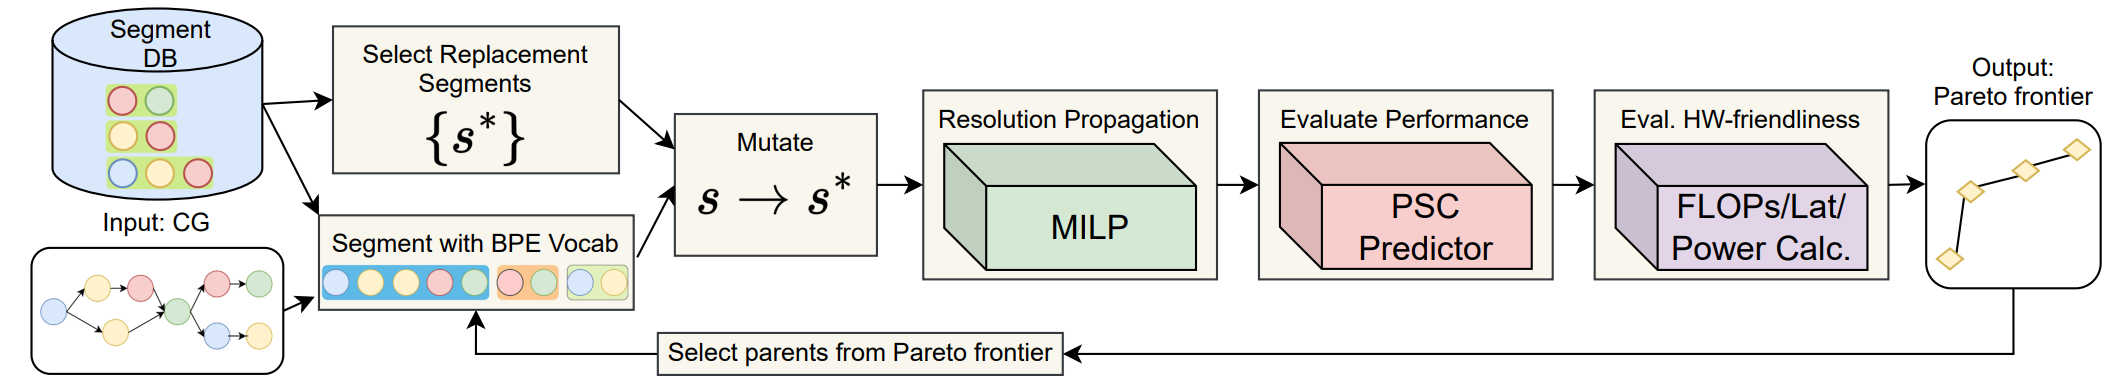 Segment
DB
Input: CG
Select Replacement
Segments
{s*}
Segment with BPE Vocab
Mutate
s → s*
Resolution Propagation
MILP
Evaluate Performance
PSC
Predictor
Eval. HW-friendliness
FLOPs/Lat/
Power Calc.
Output:
Pareto frontier
Select parents from Pareto frontier